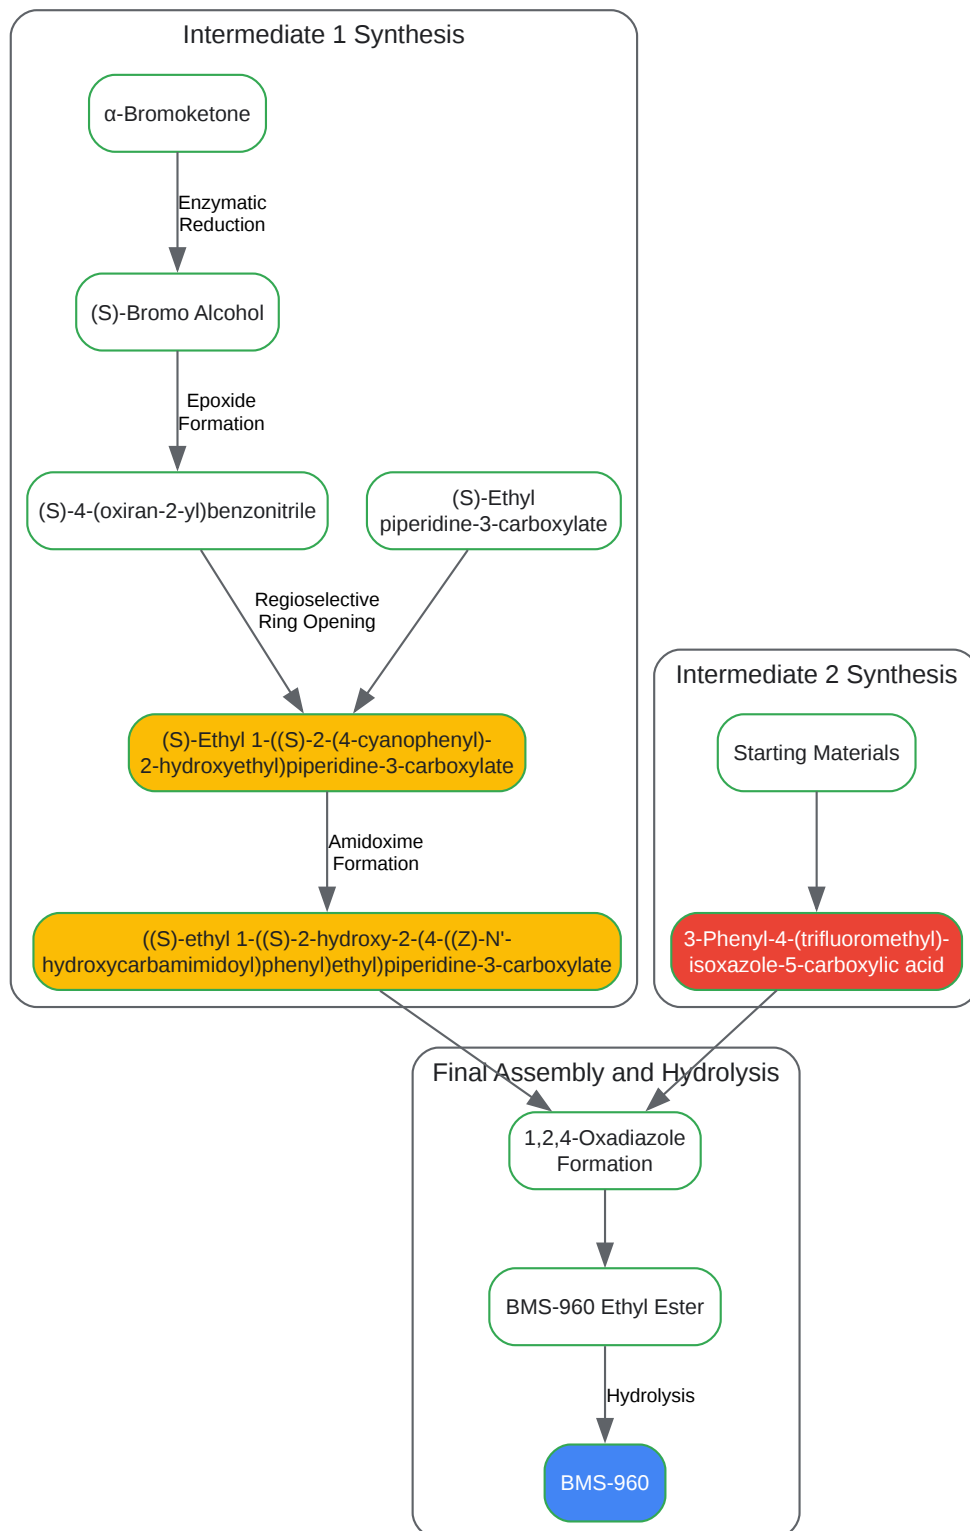 Intermediate 1 Synthesis
α-Bromoketone
Enzymatic
Reduction
(S)-Bromo Alcohol
Epoxide
Formation
(S)-4-(oxiran-2-yl)benzonitrile
(S)-Ethyl
piperidine-3-carboxylate
Regioselective
Ring Opening
(S)-Ethyl 1-((S)-2-(4-cyanophenyl)-
2-hydroxyethyl)piperidine-3-carboxylate
Amidoxime
Formation
((S)-ethyl 1-((S)-2-hydroxy-2-(4-((Z)-N'-
hydroxycarbamimidoyl)phenyl)ethyl)piperidine-3-carboxylate
Intermediate 2 Synthesis
Starting Materials
3-Phenyl-4-(trifluoromethyl)-
isoxazole-5-carboxylic acid
Final Assembly and Hydrolysis
1,2,4-Oxadiazole
Formation
BMS-960 Ethyl Ester
Hydrolysis
BMS-960